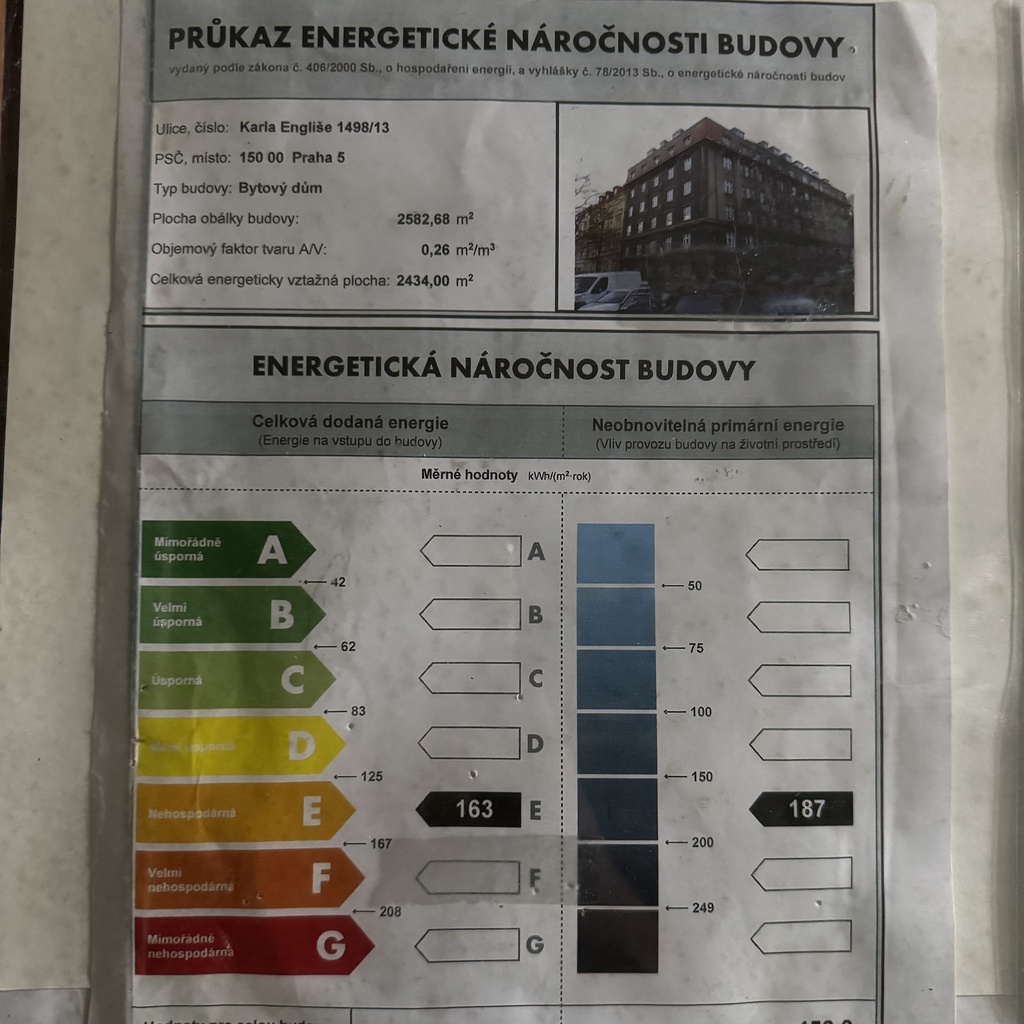 PRŮKAZ ENERGETICKÉ NÁROČNOSTI BUDOVY
vydaný podle zákona č. 406/2000 Sb., o hospodaření energií, a vyhlášky č. 78/2013 Sb., o energetické náročnosti budov
Ulice, číslo: Karla Engliše 1498/13
PSČ, místo: 150 00 Praha 5
Typ budovy: Bytový dům
Plocha obálky budovy: 2582,68 m²
Objemový faktor tvaru A/V: 0,26 m²/m³
Celková energeticky vztažná plocha: 2434,00 m²
ENERGETICKÁ NÁROČNOST BUDOVY
Celková dodaná energie
(Energie na vstupu do budovy)
Neobnovitelná primární energie
(Vliv provozu budovy na životní prostředí)
Měrné hodnoty kWh/(m²·rok)
Mimořádně úsporná A A
42 50
Velmi úsporná B B
62 75
Úsporná C C
83 100
Méně úsporná D D
125 150
Nehospodárná E 163 E 187
167 200
Velmi nehospodárná F F
208 249
Mimořádně nehospodárná G G